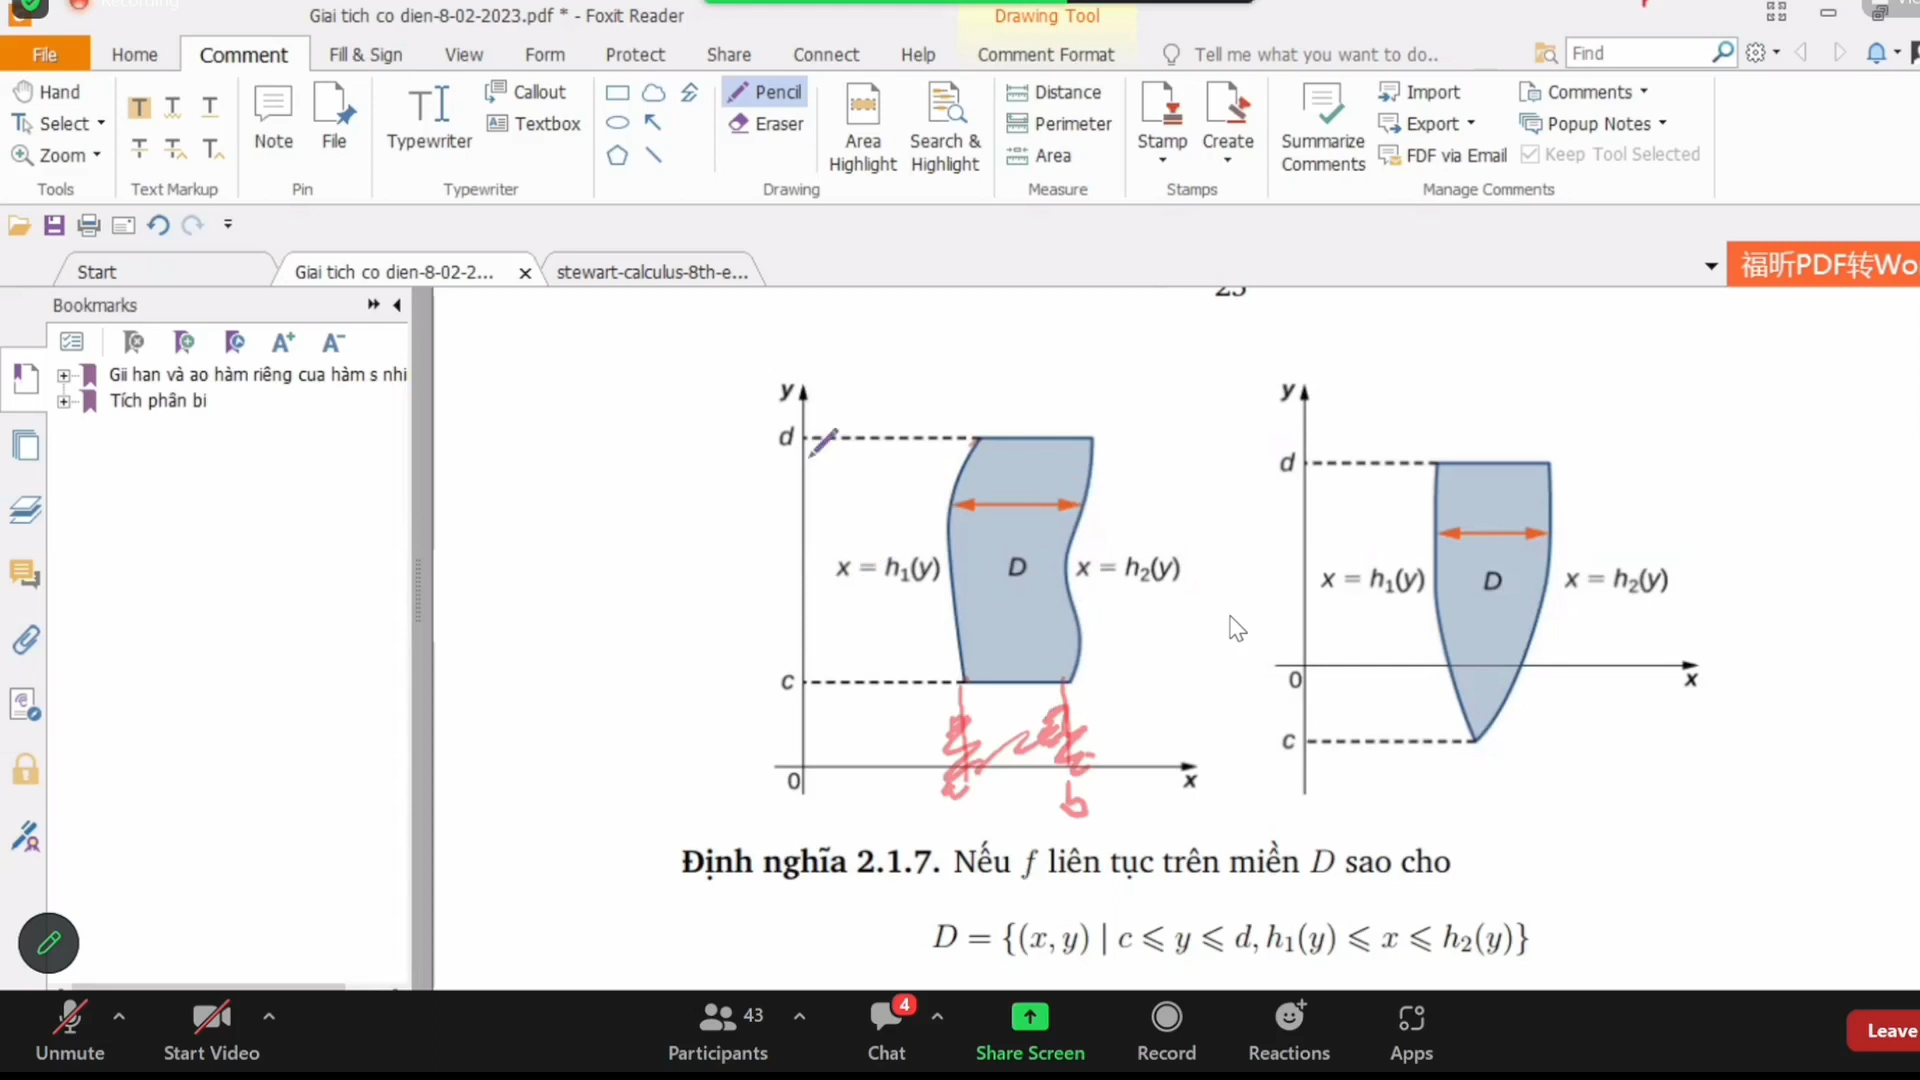 Recording
Giai tich co dien-8-02-2023.pdf * - Foxit Reader
Drawing Tool
File Home Comment Fill & Sign View Form Protect Share Connect Help Comment Format Tell me what you want to do.. Find
Hand
Select
Zoom
Tools
Text Markup
Note
File
Pin
Typewriter
Callout
Textbox
Typewriter
Pencil
Eraser
Area Highlight
Search & Highlight
Drawing
Distance
Perimeter
Area
Measure
Stamp
Create
Stamps
Summarize Comments
Import
Export
FDF via Email
Comments
Popup Notes
Keep Tool Selected
Manage Comments
Start
Giai tich co dien-8-02-2...
stewart-calculus-8th-e...
福昕PDF转Wo
Bookmarks
Gii han và ao hàm riêng cua hàm s nhi
Tích phân bi
23
y
d
x = h₁(y)
D
x = h₂(y)
c
0
x
b
y
d
x = h₁(y)
D
x = h₂(y)
0
x
c
Định nghĩa 2.1.7. Nếu f liên tục trên miền D sao cho
D = {(x, y) | c ⩽ y ⩽ d, h₁(y) ⩽ x ⩽ h₂(y)}
Unmute
Start Video
43
Participants
4
Chat
Share Screen
Record
Reactions
Apps
Leave